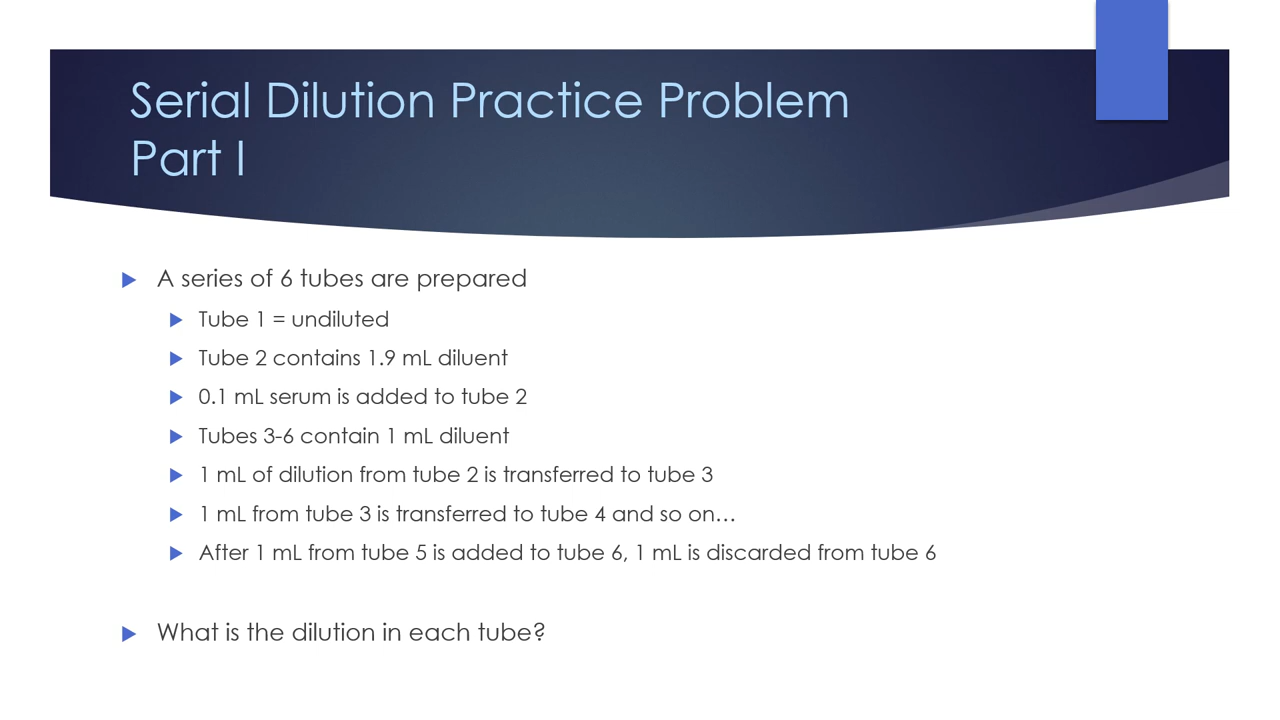 Serial Dilution Practice Problem
Part I
A series of 6 tubes are prepared
Tube 1 = undiluted
Tube 2 contains 1.9 mL diluent
0.1 mL serum is added to tube 2
Tubes 3-6 contain 1 mL diluent
1 mL of dilution from tube 2 is transferred to tube 3
1 mL from tube 3 is transferred to tube 4 and so on…
After 1 mL from tube 5 is added to tube 6, 1 mL is discarded from tube 6
What is the dilution in each tube?